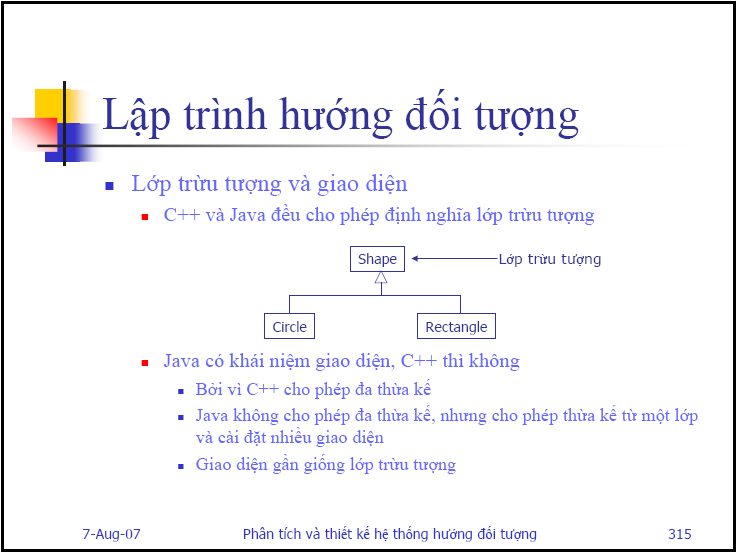 Lập trình hướng đối tượng
Lớp trừu tượng và giao diện
C++ và Java đều cho phép định nghĩa lớp trừu tượng
Shape
Lớp trừu tượng
Circle
Rectangle
Java có khái niệm giao diện, C++ thì không
Bởi vì C++ cho phép đa thừa kế
Java không cho phép đa thừa kế, nhưng cho phép thừa kế từ một lớp
và cài đặt nhiều giao diện
Giao diện gần giống lớp trừu tượng
7-Aug-07
Phân tích và thiết kế hệ thống hướng đối tượng
315